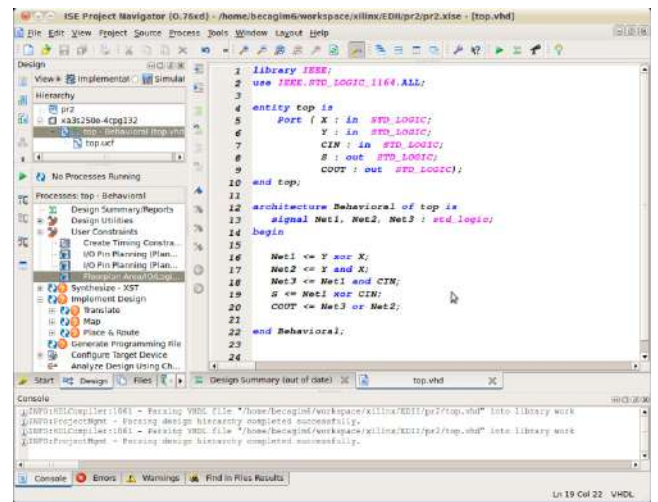 ISE Project Navigator (O.76xd) - /home/becagim6/workspace/xilinx/EDII/pr2/pr2.xise - [top.vhd]
File Edit View Project Source Process Tools Window Layout Help
Design
View: Implementat Simulat
Hierarchy
pr2
xa3s250e-4cpg132
top - Behavioral (top.vhd
top.ucf
No Processes Running
Processes: top - Behavioral
Design Summary/Reports
Design Utilities
User Constraints
Create Timing Constra...
I/O Pin Planning (Plan...
I/O Pin Planning (Plan...
Floorplan Area/IO/Logi...
Synthesize - XST
Implement Design
Translate
Map
Place & Route
Generate Programming File
Configure Target Device
Analyze Design Using Ch...
1 library IEEE;
2 use IEEE.STD_LOGIC_1164.ALL;
3
4 entity top is
5 Port ( X : in STD_LOGIC;
6 Y : in STD_LOGIC;
7 CIN : in STD_LOGIC;
8 S : out STD_LOGIC;
9 COUT : out STD_LOGIC);
10 end top;
11
12 architecture Behavioral of top is
13 signal Net1, Net2, Net3 : std_logic;
14 begin
15
16 Net1 <= Y xor X;
17 Net2 <= Y and X;
18 Net3 <= Net1 and CIN;
19 S <= Net1 xor CIN;
20 COUT <= Net3 or Net2;
21
22 end Behavioral;
23
24
Start Design Files
Design Summary (out of date) top.vhd
Console
INFO:HDLCompiler:1061 - Parsing VHDL file "/home/becagim6/workspace/xilinx/EDII/pr2/top.vhd" into library work
INFO:ProjectMgmt - Parsing design hierarchy completed successfully.
INFO:HDLCompiler:1061 - Parsing VHDL file "/home/becagim6/workspace/xilinx/EDII/pr2/top.vhd" into library work
INFO:ProjectMgmt - Parsing design hierarchy completed successfully.
Console Errors Warnings Find in Files Results
Ln 19 Col 22 VHDL